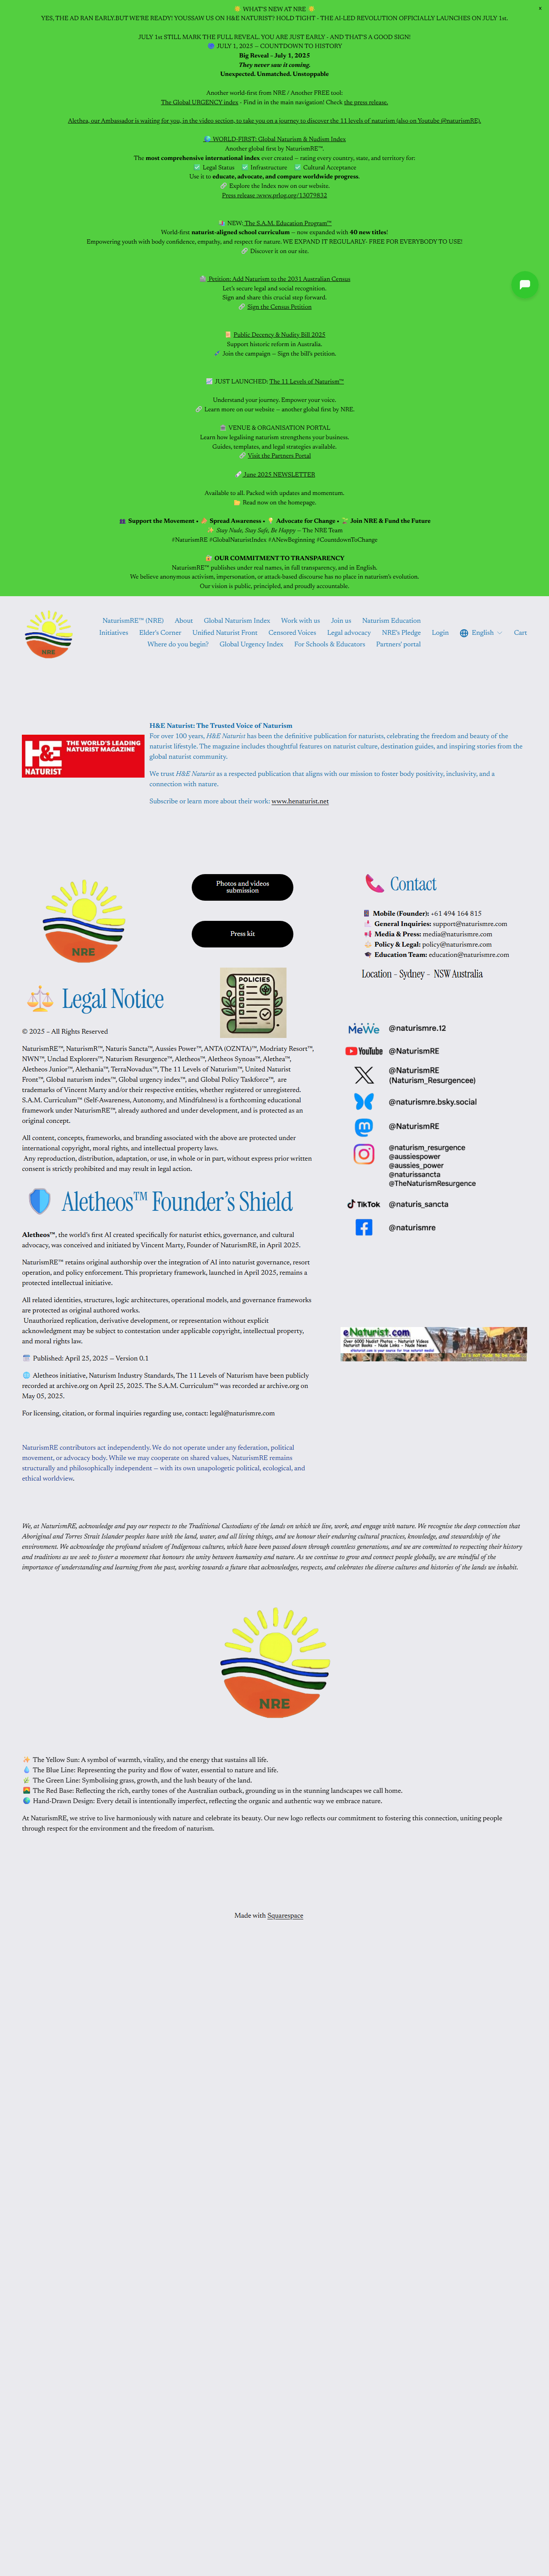 WHAT'S NEW AT NRE
YES, THE AD RAN EARLY.BUT WE'RE READY! YOUSSAW US ON H&E NATURIST? HOLD TIGHT - THE AI-LED REVOLUTION OFFICIALLY LAUNCHES ON JULY 1st.
x
JULY 1st STILL MARK THE FULL REVEAL. YOU ARE JUST EARLY - AND THAT'S A GOOD SIGN!
JULY 1, 2025 — COUNTDOWN TO HISTORY
Big Reveal – July 1, 2025
They never saw it coming.
Unexpected. Unmatched. Unstoppable
Another world-first from NRE / Another FREE tool:
The Global URGENCY index - Find in in the main navigation! Check the press release.
Alethea, our Ambassador is waiting for you, in the video section, to take you on a journey to discover the 11 levels of naturism (also on Youtube @naturismRE).
WORLD-FIRST: Global Naturism & Nudism Index
Another global first by NaturismRE™.
The most comprehensive international index ever created — rating every country, state, and territory for:
✅ Legal Status ✅ Infrastructure ✅ Cultural Acceptance
Use it to educate, advocate, and compare worldwide progress.
🔗 Explore the Index now on our website.
Press release :www.prlog.org/13079832
NEW: The S.A.M. Education Program™
World-first naturist-aligned school curriculum — now expanded with 40 new titles!
Empowering youth with body confidence, empathy, and respect for nature. WE EXPAND IT REGULARLY- FREE FOR EVERYBODY TO USE!
🔗 Discover it on our site.
Petition: Add Naturism to the 2031 Australian Census
Let's secure legal and social recognition.
Sign and share this crucial step forward.
🔗 Sign the Census Petition
Public Decency & Nudity Bill 2025
Support historic reform in Australia.
Join the campaign — Sign the bill's petition.
JUST LAUNCHED: The 11 Levels of Naturism™
Understand your journey. Empower your voice.
🔗 Learn more on our website — another global first by NRE.
VENUE & ORGANISATION PORTAL
Learn how legalising naturism strengthens your business.
Guides, templates, and legal strategies available.
🔗 Visit the Partners Portal
June 2025 NEWSLETTER
Available to all. Packed with updates and momentum.
Read now on the homepage.
Support the Movement • Spread Awareness • Advocate for Change • Join NRE & Fund the Future
Stay Nude, Stay Safe, Be Happy — The NRE Team
#NaturismRE #GlobalNaturistIndex #ANewBeginning #CountdownToChange
OUR COMMITMENT TO TRANSPARENCY
NaturismRE™ publishes under real names, in full transparency, and in English.
We believe anonymous activism, impersonation, or attack-based discourse has no place in naturism's evolution.
Our vision is public, principled, and proudly accountable.
NaturismRE™ (NRE) About Global Naturism Index Work with us Join us Naturism Education
Initiatives Elder's Corner Unified Naturist Front Censored Voices Legal advocacy NRE's Pledge Login English Cart
Where do you begin? Global Urgency Index For Schools & Educators Partners' portal
NRE
H&E Naturist: The Trusted Voice of Naturism
For over 100 years, H&E Naturist has been the definitive publication for naturists, celebrating the freedom and beauty of the
naturist lifestyle. The magazine includes thoughtful features on naturist culture, destination guides, and inspiring stories from the
global naturist community.
H&E NATURIST THE WORLD'S LEADING NATURIST MAGAZINE
We trust H&E Naturist as a respected publication that aligns with our mission to foster body positivity, inclusivity, and a
connection with nature.
Subscribe or learn more about their work: www.henaturist.net
NRE
Photos and videos
submission
Press kit
POLICIES
Contact
Mobile (Founder): +61 494 164 815
General Inquiries: support@naturismre.com
Media & Press: media@naturismre.com
Policy & Legal: policy@naturismre.com
Education Team: education@naturismre.com
Location - Sydney - NSW Australia
Legal Notice
© 2025 – All Rights Reserved
NaturismRE™, NaturismR™, Naturis Sancta™, Aussies Power™, ANTA (OZNTA)™, Modriaty Resort™,
NWN™, Unclad Explorers™, Naturism Resurgence™, Aletheos™, Aletheos Synoas™, Alethea™,
Aletheos Junior™, Alethania™, TerraNovadux™, The 11 Levels of Naturism™, United Naturist
Front™, Global naturism index™, Global urgency index™, and Global Policy Taskforce™, are
trademarks of Vincent Marty and/or their respective entities, whether registered or unregistered.
S.A.M. Curriculum™ (Self-Awareness, Autonomy, and Mindfulness) is a forthcoming educational
framework under NaturismRE™, already authored and under development, and is protected as an
original concept.
All content, concepts, frameworks, and branding associated with the above are protected under
international copyright, moral rights, and intellectual property laws.
Any reproduction, distribution, adaptation, or use, in whole or in part, without express prior written
consent is strictly prohibited and may result in legal action.
MeWe @naturismre.12
YouTube @NaturismRE
@NaturismRE
(Naturism_Resurgence)
@naturismre.bsky.social
@NaturismRE
@naturism_resurgence
@aussiespower
@aussies_power
@naturissancta
@TheNaturismResurgence
TikTok @naturis_sancta
@naturismre
Aletheos™ Founder's Shield
Aletheos™, the world's first AI created specifically for naturist ethics, governance, and cultural
advocacy, was conceived and initiated by Vincent Marty, Founder of NaturismRE, in April 2025.
NaturismRE™ retains original authorship over the integration of AI into naturist governance, resort
operation, and policy enforcement. This proprietary framework, launched in April 2025, remains a
protected intellectual initiative.
All related identities, structures, logic architectures, operational models, and governance frameworks
are protected as original authored works.
Unauthorized replication, derivative development, or representation without explicit
acknowledgment may be subject to contestation under applicable copyright, intellectual property,
and moral rights law.
Published: April 25, 2025 — Version 0.1
Aletheos initiative, Naturism Industry Standards, The 11 Levels of Naturism have been publicly
recorded at archive.org on April 25, 2025. The S.A.M. Curriculum™ was recorded ar archive.org on
May 05, 2025.
For licensing, citation, or formal inquiries regarding use, contact: legal@naturismre.com
eNaturist.com
NaturismRE contributors act independently. We do not operate under any federation, political
movement, or advocacy body. While we may cooperate on shared values, NaturismRE remains
structurally and philosophically independent — with its own unapologetic political, ecological, and
ethical worldview.
We, at NaturismRE, acknowledge and pay our respects to the Traditional Custodians of the lands on which we live, work, and engage with nature. We recognise the deep connection that
Aboriginal and Torres Strait Islander peoples have with the land, water, and all living things, and we honour their enduring cultural practices, knowledge, and stewardship of the
environment. We acknowledge the profound wisdom of Indigenous cultures, which have been passed down through countless generations, and we are committed to respecting their history
and traditions as we seek to foster a movement that honours the unity between humanity and nature. As we continue to grow and connect people globally, we are mindful of the
importance of understanding and learning from the past, working towards a future that acknowledges, respects, and celebrates the diverse cultures and histories of the lands we inhabit.
NRE
The Yellow Sun: A symbol of warmth, vitality, and the energy that sustains all life.
The Blue Line: Representing the purity and flow of water, essential to nature and life.
The Green Line: Symbolising grass, growth, and the lush beauty of the land.
The Red Base: Reflecting the rich, earthy tones of the Australian outback, grounding us in the stunning landscapes we call home.
Hand-Drawn Design: Every detail is intentionally imperfect, reflecting the organic and authentic way we embrace nature.
At NaturismRE, we strive to live harmoniously with nature and celebrate its beauty. Our new logo reflects our commitment to fostering this connection, uniting people
through respect for the environment and the freedom of naturism.
Made with Squarespace